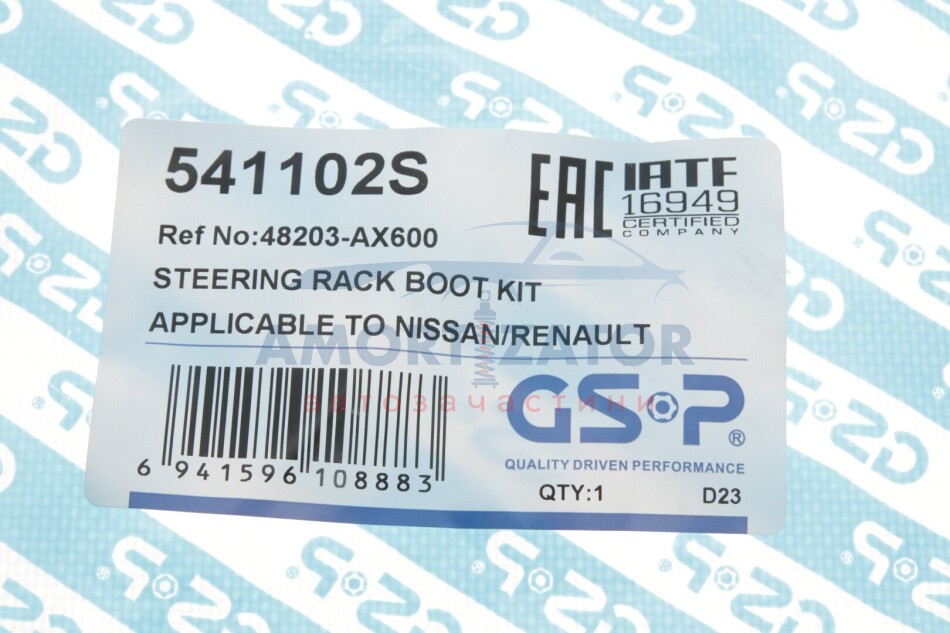 541102S
EAC
IATF
16949
CERTIFIED
COMPANY
Ref No:48203-AX600
STEERING RACK BOOT KIT
APPLICABLE TO NISSAN/RENAULT
AMORTIZATOR
автозачастини
6 941596 108883
GSP®
QUALITY DRIVEN PERFORMANCE
QTY:1
D23